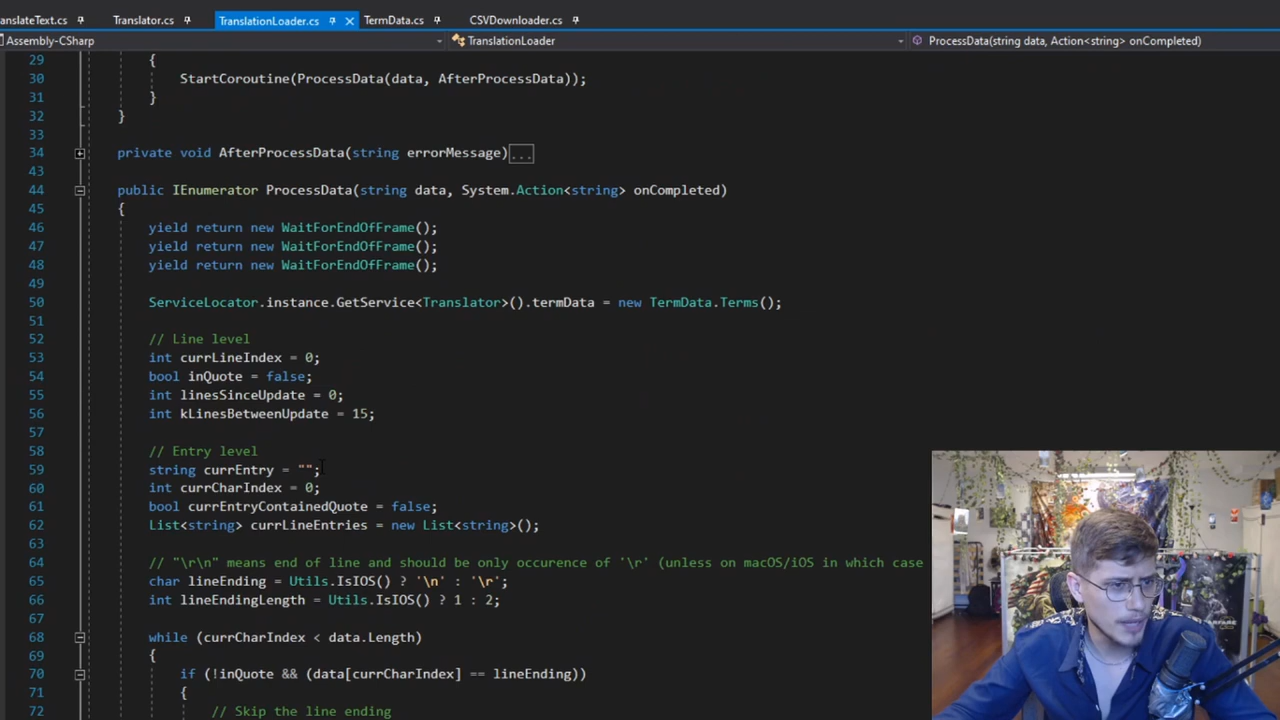 anslateText.cs Translator.cs TranslationLoader.cs TermData.cs CSVDownloader.cs
Assembly-CSharp TranslationLoader ProcessData(string data, Action<string> onCompleted)
29 {
30 StartCoroutine(ProcessData(data, AfterProcessData));
31 }
32 }
33
34 private void AfterProcessData(string errorMessage)...
43
44 public IEnumerator ProcessData(string data, System.Action<string> onCompleted)
45 {
46 yield return new WaitForEndOfFrame();
47 yield return new WaitForEndOfFrame();
48 yield return new WaitForEndOfFrame();
49
50 ServiceLocator.instance.GetService<Translator>().termData = new TermData.Terms();
51
52 // Line level
53 int currLineIndex = 0;
54 bool inQuote = false;
55 int linesSinceUpdate = 0;
56 int kLinesBetweenUpdate = 15;
57
58 // Entry level
59 string currEntry = "";
60 int currCharIndex = 0;
61 bool currEntryContainedQuote = false;
62 List<string> currLineEntries = new List<string>();
63
64 // "\r\n" means end of line and should be only occurence of '\r' (unless on macOS/iOS in which case
65 char lineEnding = Utils.IsIOS() ? '\n' : '\r';
66 int lineEndingLength = Utils.IsIOS() ? 1 : 2;
67
68 while (currCharIndex < data.Length)
69 {
70 if (!inQuote && (data[currCharIndex] == lineEnding))
71 {
72 // Skip the line ending